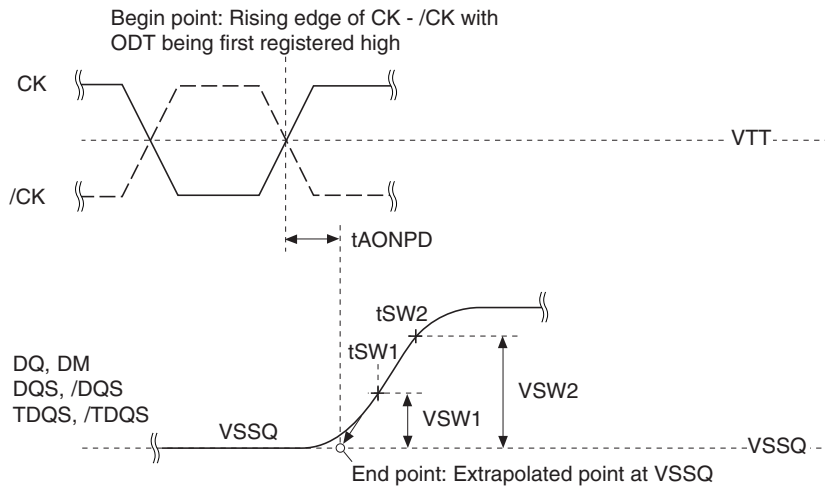 Begin point: Rising edge of CK - /CK with
ODT being first registered high
CK
VTT
/CK
tAONPD
tSW2
tSW1
DQ, DM
DQS, /DQS
TDQS, /TDQS
VSW2
VSW1
VSSQ
VSSQ
End point: Extrapolated point at VSSQ